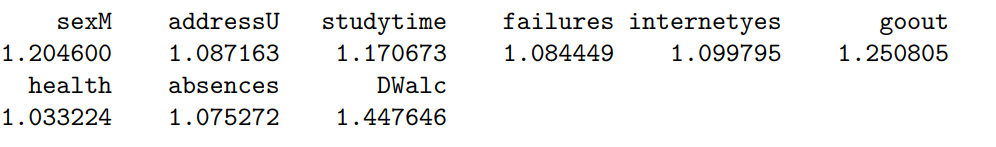 sexM addressU studytime failures internetyes goout
1.204600 1.087163 1.170673 1.084449 1.099795 1.250805
health absences DWalc
1.033224 1.075272 1.447646